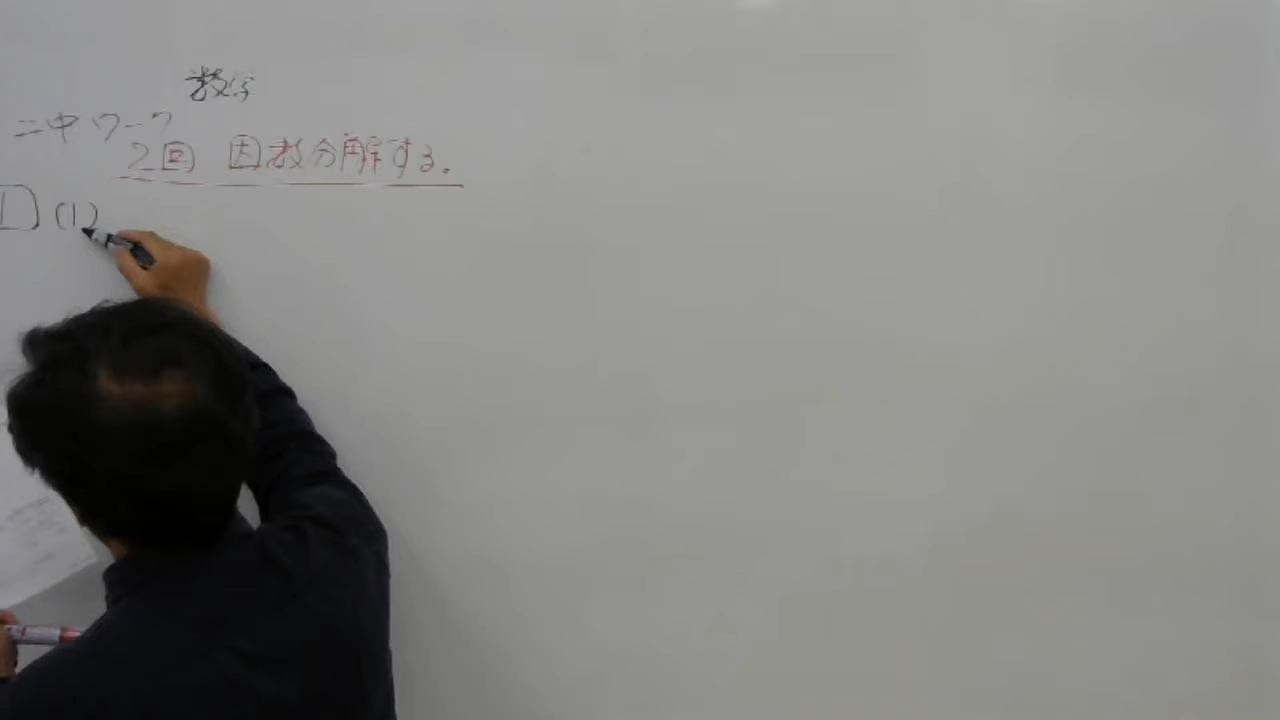 数学
二中ワーク
2回 因数分解する。
1 (1)